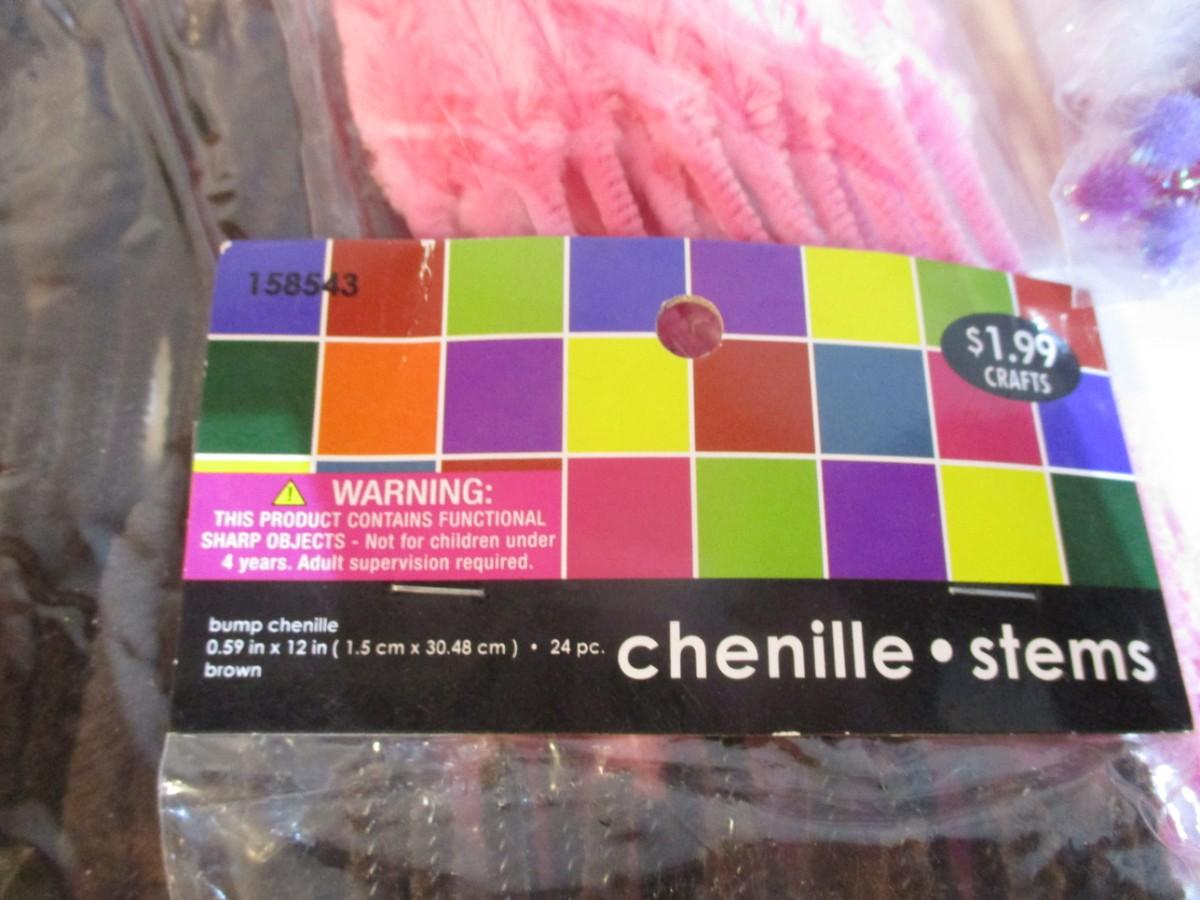 158543
$1.99
CRAFTS
WARNING:
THIS PRODUCT CONTAINS FUNCTIONAL
SHARP OBJECTS - Not for children under
4 years. Adult supervision required.
bump chenille
0.59 in x 12 in ( 1.5 cm x 30.48 cm ) • 24 pc.
brown
chenille • stems